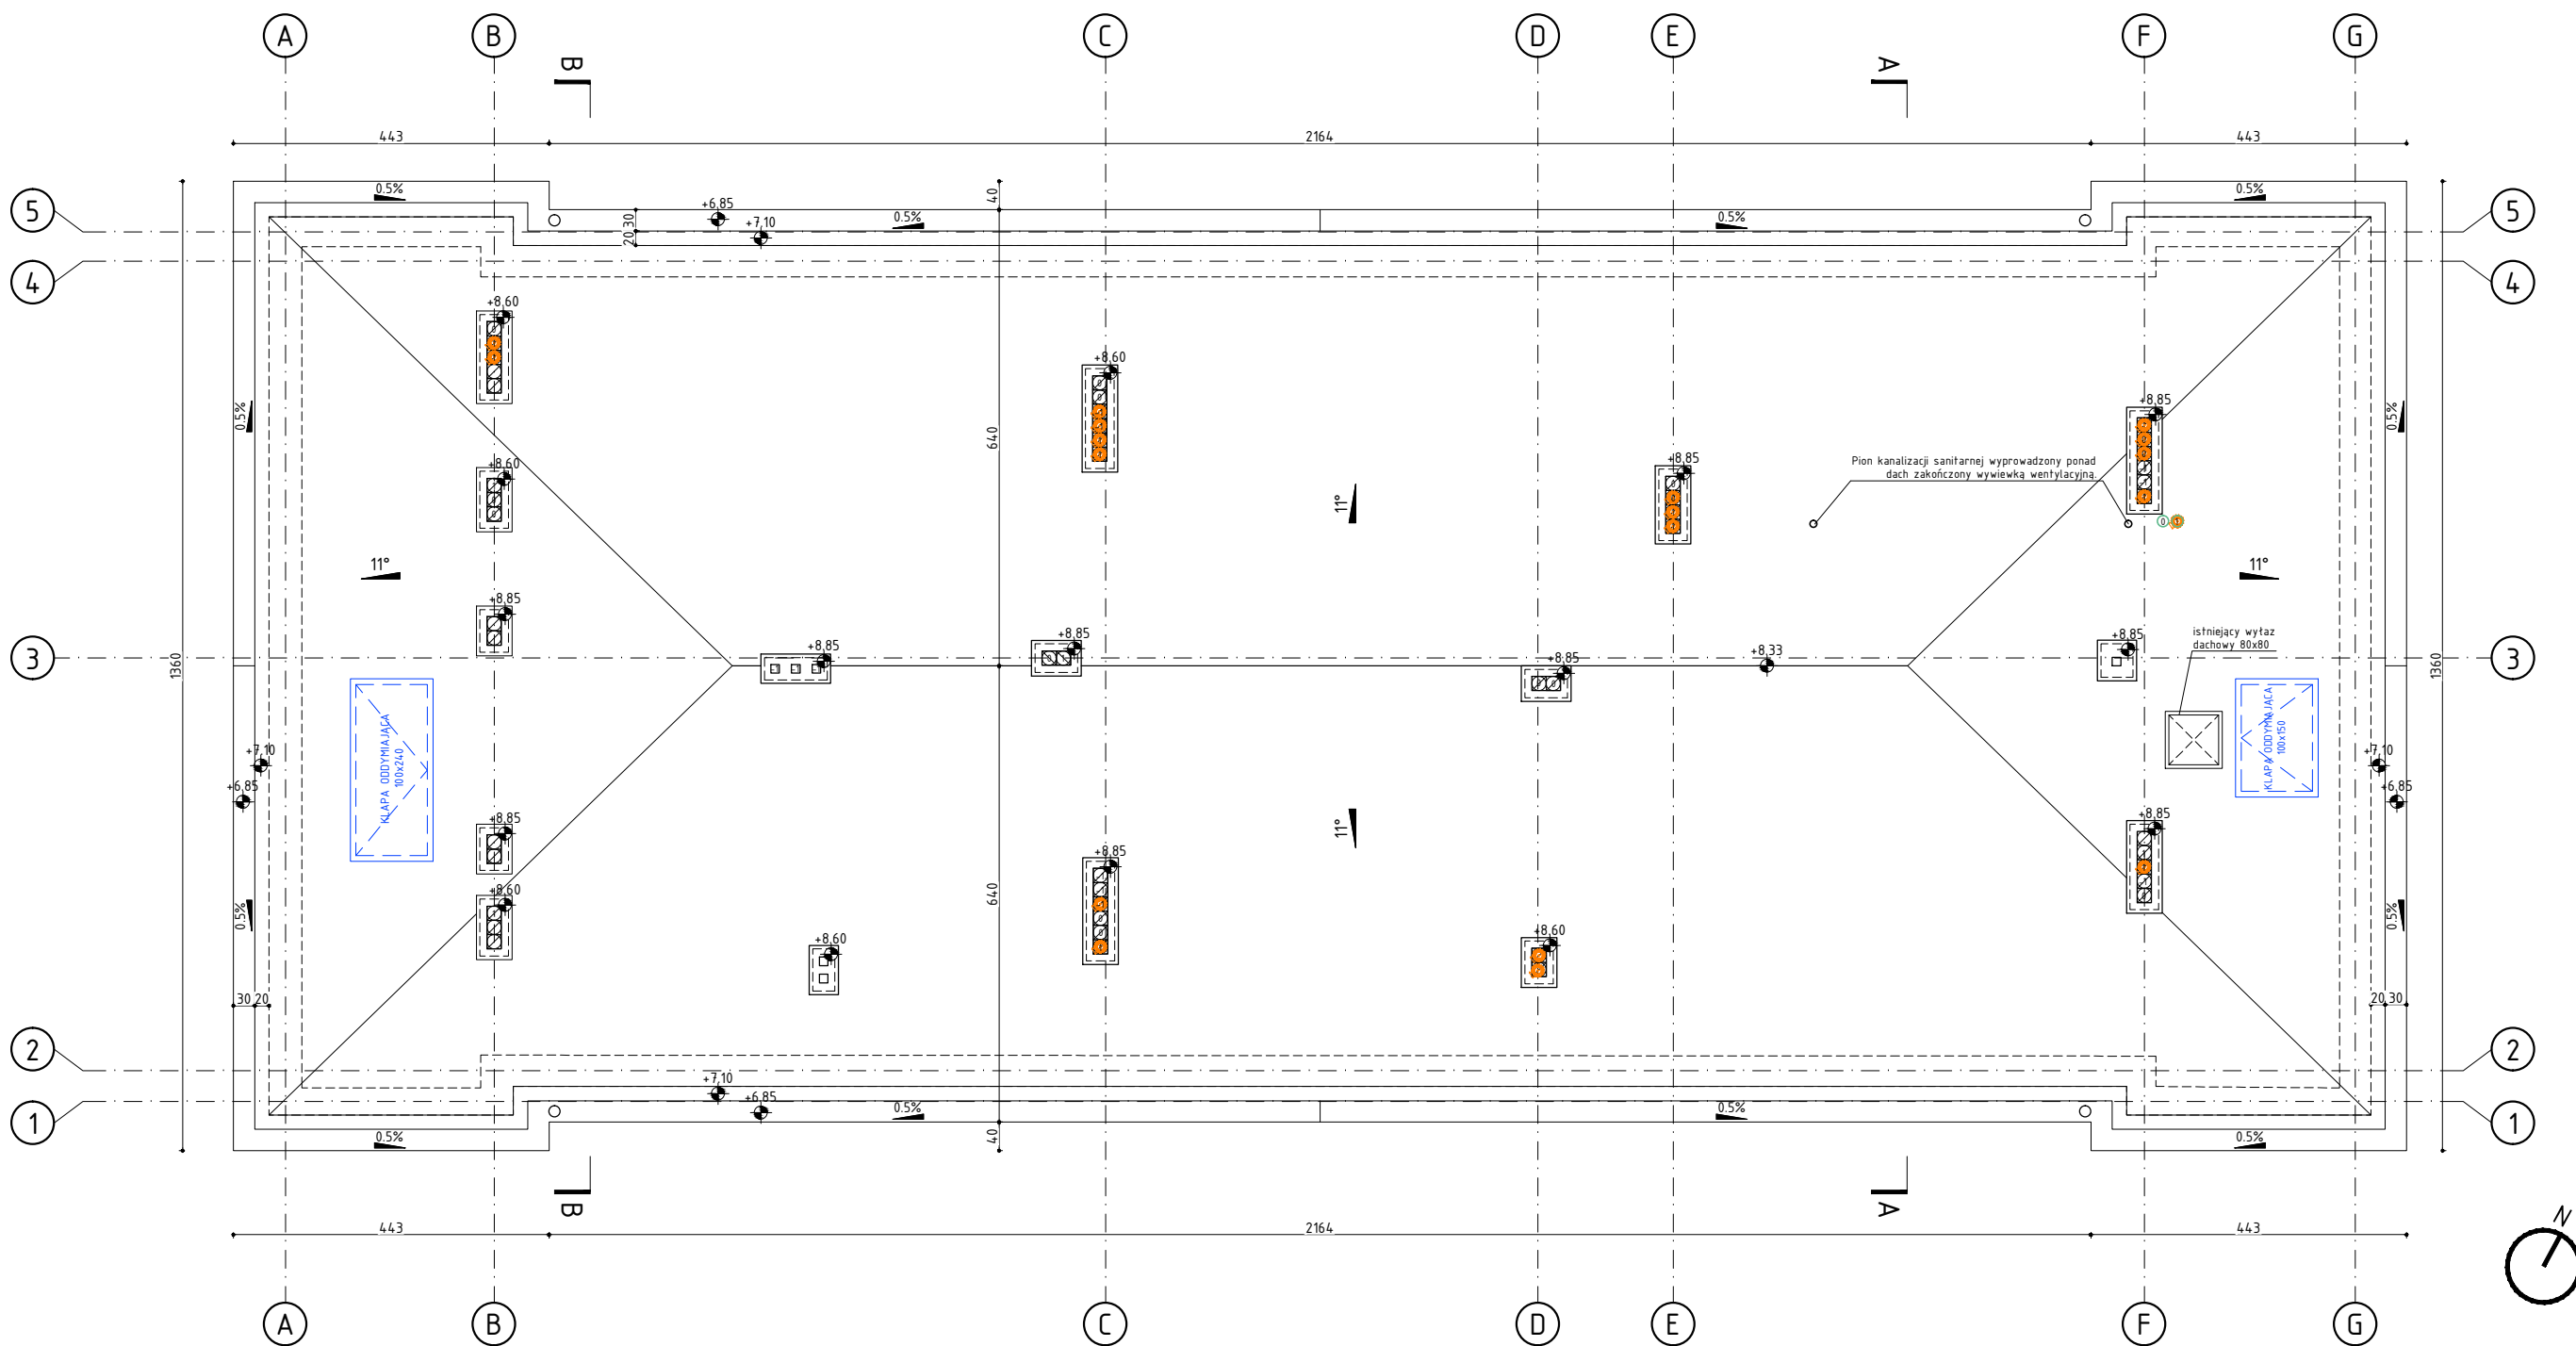 A B C D E F G
B A
443 2164 443
5 0.5% 40 0.5% 5
+6,85 0.5% 0.5%
20 30 +7,10
4 4
+8,60
+8,60
0.5% +8,85 0.5%
640
+8,60 +8,85
Pion kanalizacji sanitarnej wyprowadzony ponad
dach zakończony wywiewką wentylacyjną.
11°
0 1
11° 11°
+8,85
+8,85 +8,85 istniejący wyłaz
dachowy 80x80
3 +8,85 +8,33 3
1360 +8,85 1360
KLAPA ODDYMIAJĄCA
100x240
KLAPA ODDYMIAJĄCA
100x150
+7,10 +7,10
+6,85 +6,85
11°
+8,85 +8,85
+8,85
+8,60 640
0.5% 0.5%
+8,60 +8,60
30 20 20 30
2 2
+7,10
+6,85
1 0.5% 0.5% 1
0.5% 40 0.5%
B A
443 2164 443
N
A B C D E F G